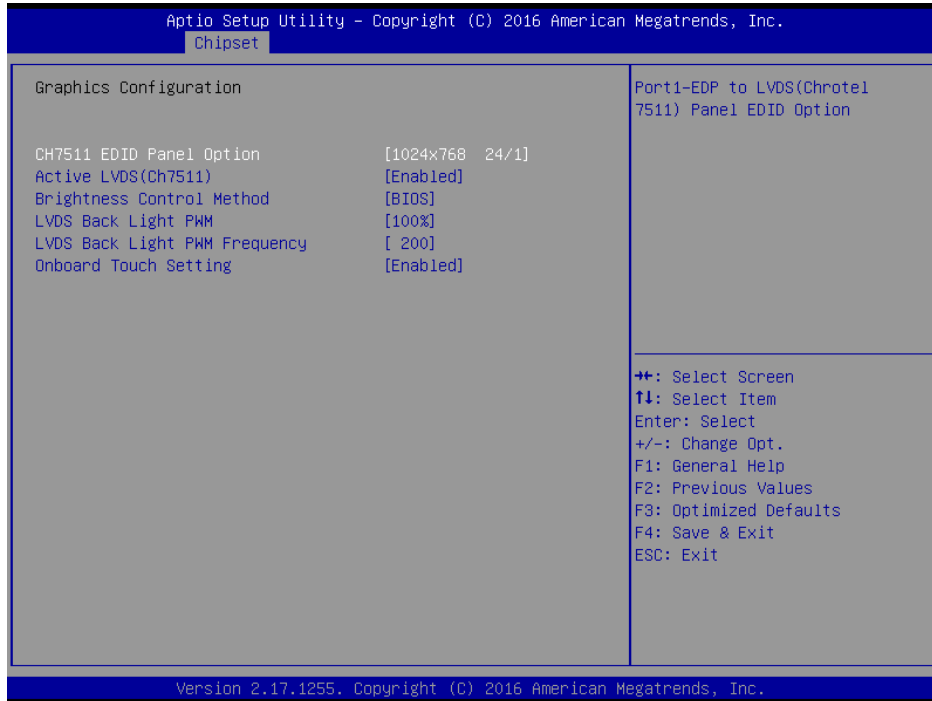 Aptio Setup Utility – Copyright (C) 2016 American Megatrends, Inc.
Chipset
Graphics Configuration
CH7511 EDID Panel Option [1024x768 24/1]
Active LVDS(Ch7511) [Enabled]
Brightness Control Method [BIOS]
LVDS Back Light PWM [100%]
LVDS Back Light PWM Frequency [ 200]
Onboard Touch Setting [Enabled]
Port1-EDP to LVDS(Chrotel
7511) Panel EDID Option
→←: Select Screen
↑↓: Select Item
Enter: Select
+/-: Change Opt.
F1: General Help
F2: Previous Values
F3: Optimized Defaults
F4: Save & Exit
ESC: Exit
Version 2.17.1255. Copyright (C) 2016 American Megatrends, Inc.